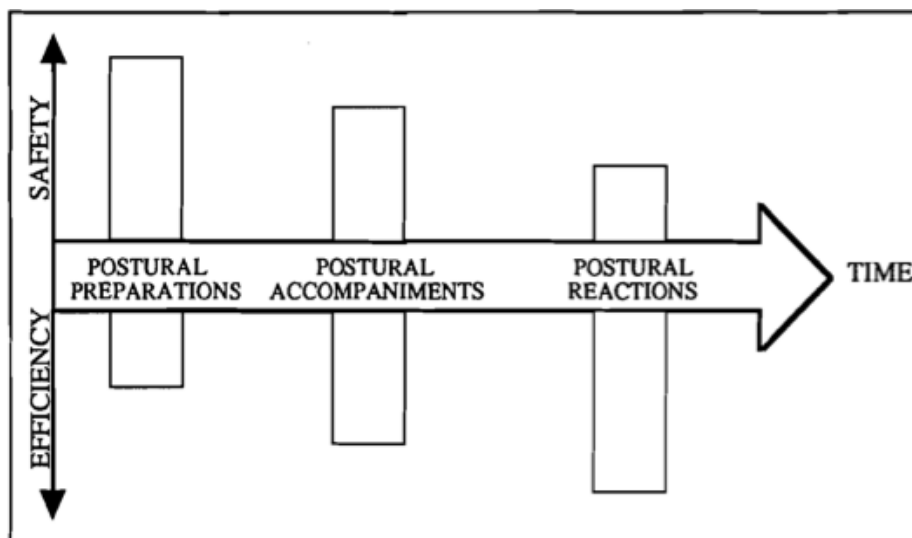 SAFETY
EFFICIENCY
POSTURAL
PREPARATIONS
POSTURAL
ACCOMPANIMENTS
POSTURAL
REACTIONS
TIME